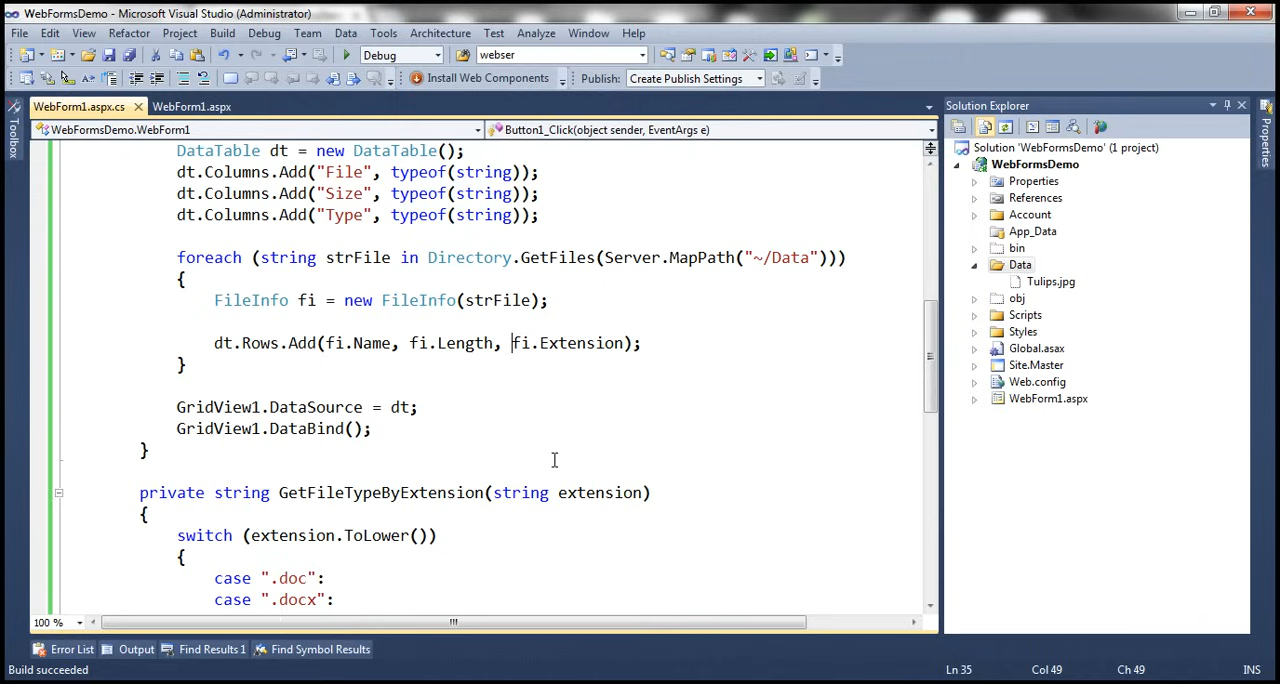 WebFormsDemo - Microsoft Visual Studio (Administrator)
File Edit View Refactor Project Build Debug Team Data Tools Architecture Test Analyze Window Help
Debug webser
Install Web Components Publish: Create Publish Settings
WebForm1.aspx.cs WebForm1.aspx
WebFormsDemo.WebForm1 Button1_Click(object sender, EventArgs e)
Toolbox
DataTable dt = new DataTable();
dt.Columns.Add("File", typeof(string));
dt.Columns.Add("Size", typeof(string));
dt.Columns.Add("Type", typeof(string));
foreach (string strFile in Directory.GetFiles(Server.MapPath("~/Data")))
{
FileInfo fi = new FileInfo(strFile);
dt.Rows.Add(fi.Name, fi.Length, fi.Extension);
}
GridView1.DataSource = dt;
GridView1.DataBind();
}
private string GetFileTypeByExtension(string extension)
{
switch (extension.ToLower())
{
case ".doc":
case ".docx":
100 %
Solution Explorer
Solution 'WebFormsDemo' (1 project)
WebFormsDemo
Properties
References
Account
App_Data
bin
Data
Tulips.jpg
obj
Scripts
Styles
Global.asax
Site.Master
Web.config
WebForm1.aspx
Properties
Error List Output Find Results 1 Find Symbol Results
Build succeeded Ln 35 Col 49 Ch 49 INS